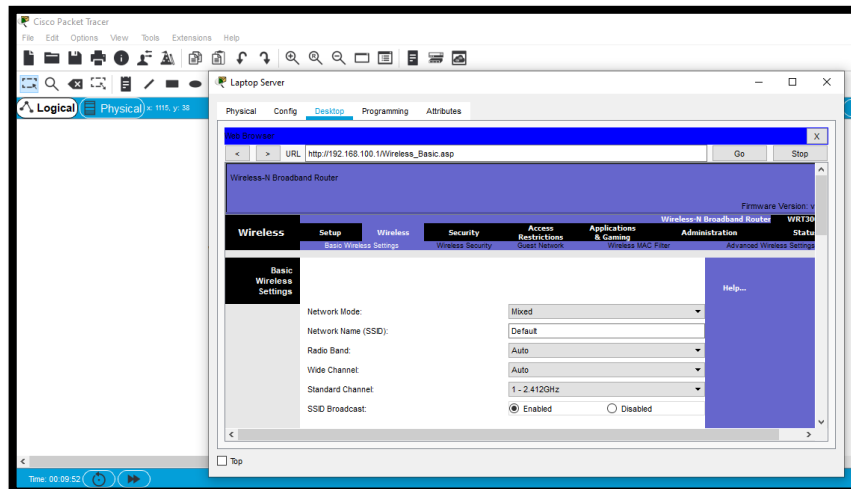 Cisco Packet Tracer
File Edit Options View Tools Extensions Help
Laptop Server
Logical Physical x: 1115, y: 38
Physical Config Desktop Programming Attributes
Web Browser X
< > URL http://192.168.100.1/Wireless_Basic.asp Go Stop
Wireless-N Broadband Router
Firmware Version: v
Wireless-N Broadband Router WRT30
Wireless Setup Wireless Security Access Restrictions Applications & Gaming Administration Statu
Basic Wireless Settings Wireless Security Guest Network Wireless MAC Filter Advanced Wireless Settings
Basic
Wireless
Settings
Help...
Network Mode: Mixed
Network Name (SSID): Default
Radio Band: Auto
Wide Channel: Auto
Standard Channel: 1 - 2.412GHz
SSID Broadcast: Enabled Disabled
Top
Time: 00:09:52